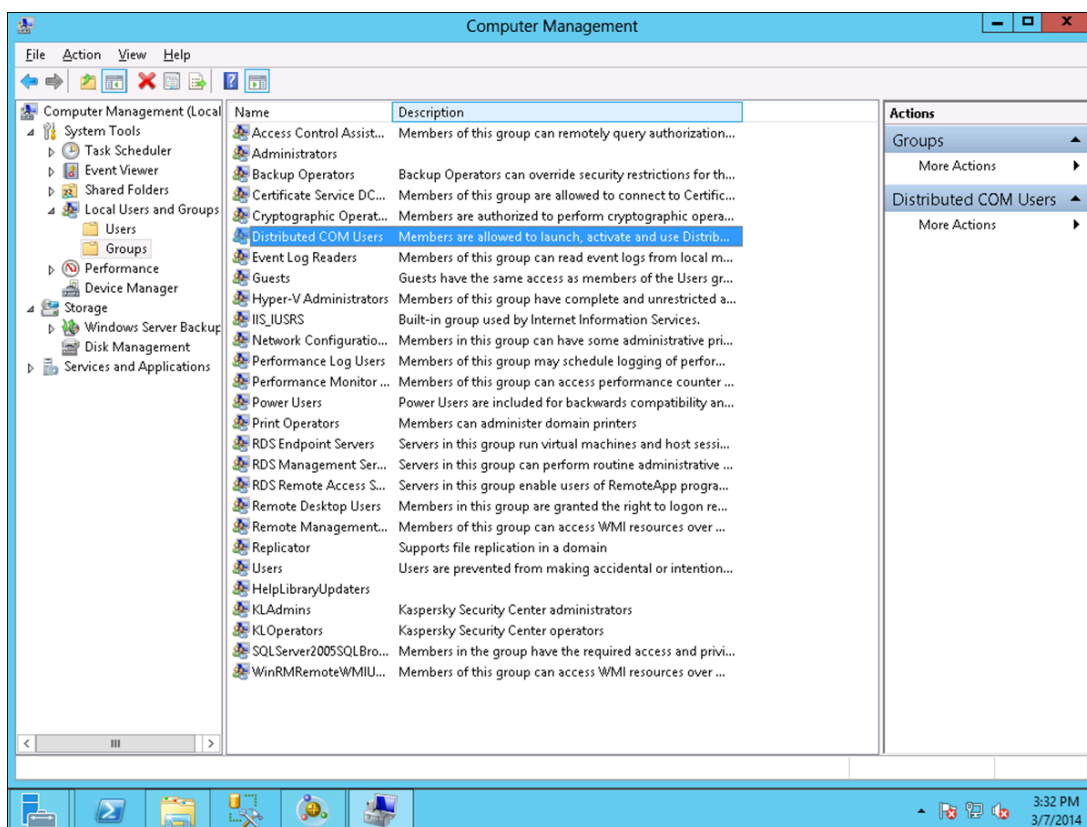 Computer Management
File Action View Help
Computer Management (Local
System Tools
Task Scheduler
Event Viewer
Shared Folders
Local Users and Groups
Users
Groups
Performance
Device Manager
Storage
Windows Server Backup
Disk Management
Services and Applications
Name Description
Access Control Assist... Members of this group can remotely query authorization...
Administrators
Backup Operators Backup Operators can override security restrictions for th...
Certificate Service DC... Members of this group are allowed to connect to Certific...
Cryptographic Operat... Members are authorized to perform cryptographic opera...
Distributed COM Users Members are allowed to launch, activate and use Distrib...
Event Log Readers Members of this group can read event logs from local m...
Guests Guests have the same access as members of the Users gr...
Hyper-V Administrators Members of this group have complete and unrestricted a...
IIS_IUSRS Built-in group used by Internet Information Services.
Network Configuratio... Members in this group can have some administrative pri...
Performance Log Users Members of this group may schedule logging of perfor...
Performance Monitor ... Members of this group can access performance counter ...
Power Users Power Users are included for backwards compatibility an...
Print Operators Members can administer domain printers
RDS Endpoint Servers Servers in this group run virtual machines and host sessi...
RDS Management Ser... Servers in this group can perform routine administrative ...
RDS Remote Access S... Servers in this group enable users of RemoteApp progra...
Remote Desktop Users Members in this group are granted the right to logon re...
Remote Management... Members of this group can access WMI resources over ...
Replicator Supports file replication in a domain
Users Users are prevented from making accidental or intention...
HelpLibraryUpdaters
KLAdmins Kaspersky Security Center administrators
KLOperators Kaspersky Security Center operators
SQLServer2005SQLBro... Members in the group have the required access and privi...
WinRMRemoteWMIU... Members of this group can access WMI resources over ...
Actions
Groups
More Actions
Distributed COM Users
More Actions
3:32 PM
3/7/2014